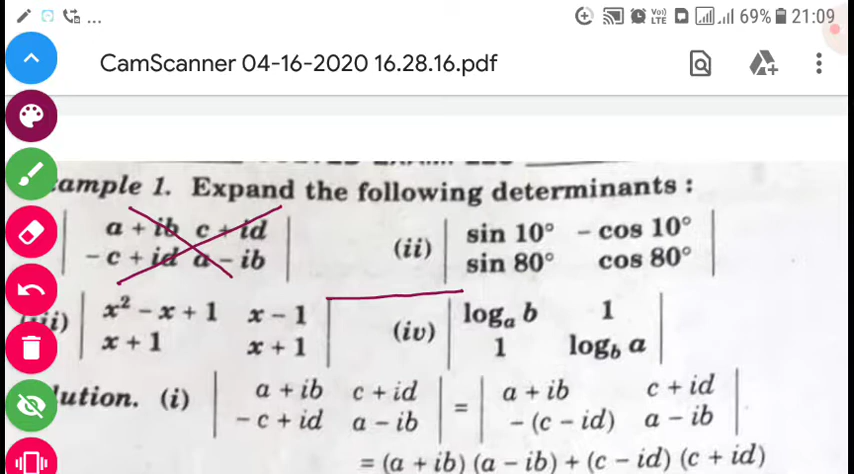 69% 21:09
CamScanner 04-16-2020 16.28.16.pdf
ample 1. Expand the following determinants :
| a + ib c + id |
| - c + id a - ib |
(ii) | sin 10° - cos 10° |
| sin 80° cos 80° |
ii) | x² - x + 1 x - 1 |
| x + 1 x + 1 |
(iv) | logₐ b 1 |
| 1 log_b a |
lution. (i) | a + ib c + id | = | a + ib c + id |
| - c + id a - ib | | - (c - id) a - ib |
= (a + ib) (a - ib) + (c - id) (c + id)